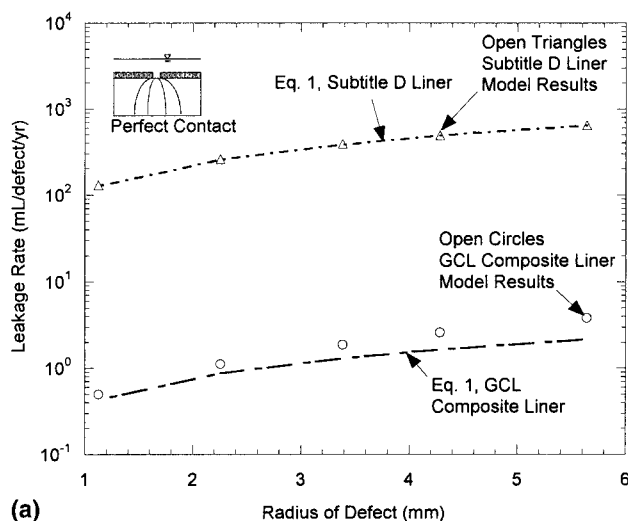 10^4
10^3
10^2
10^1
10^0
10^-1
Leakage Rate (mL/defect/yr)
Perfect Contact
Eq. 1, Subtitle D Liner
Open Triangles
Subtitle D Liner
Model Results
Open Circles
GCL Composite Liner
Model Results
Eq. 1, GCL
Composite Liner
1 2 3 4 5 6
(a) Radius of Defect (mm)